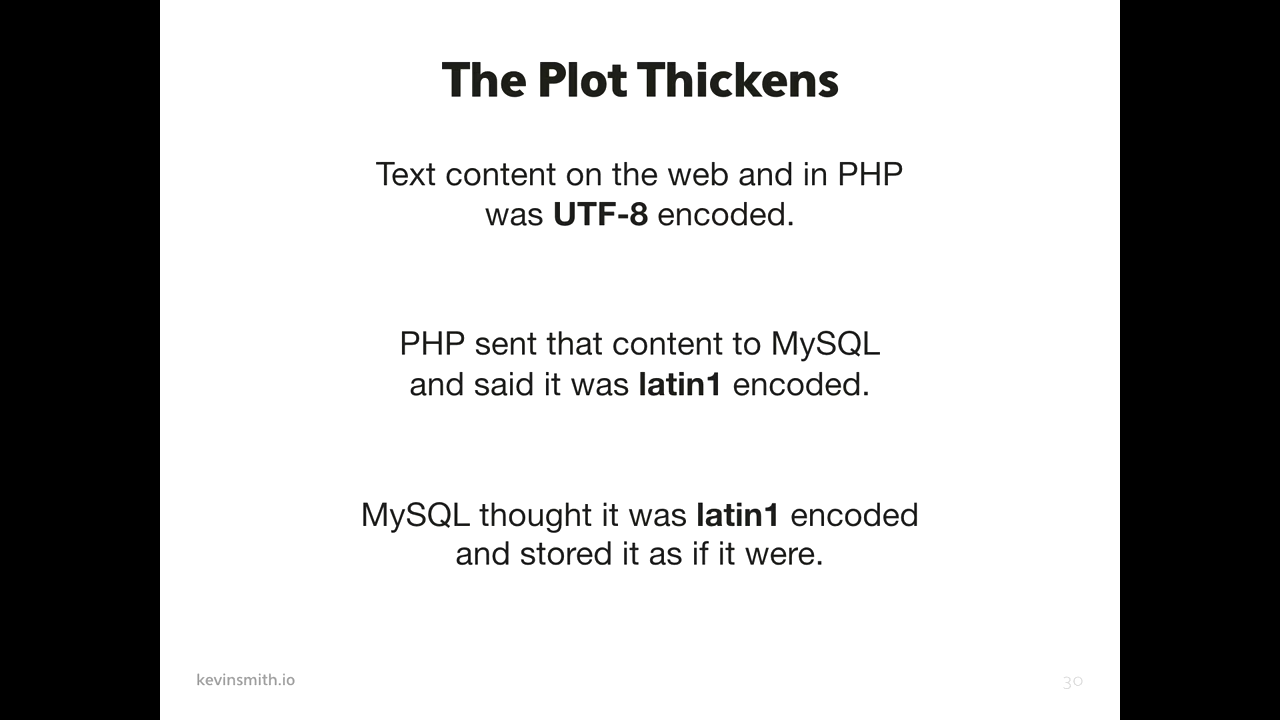 The Plot Thickens
Text content on the web and in PHP
was UTF-8 encoded.
PHP sent that content to MySQL
and said it was latin1 encoded.
MySQL thought it was latin1 encoded
and stored it as if it were.
kevinsmith.io
30